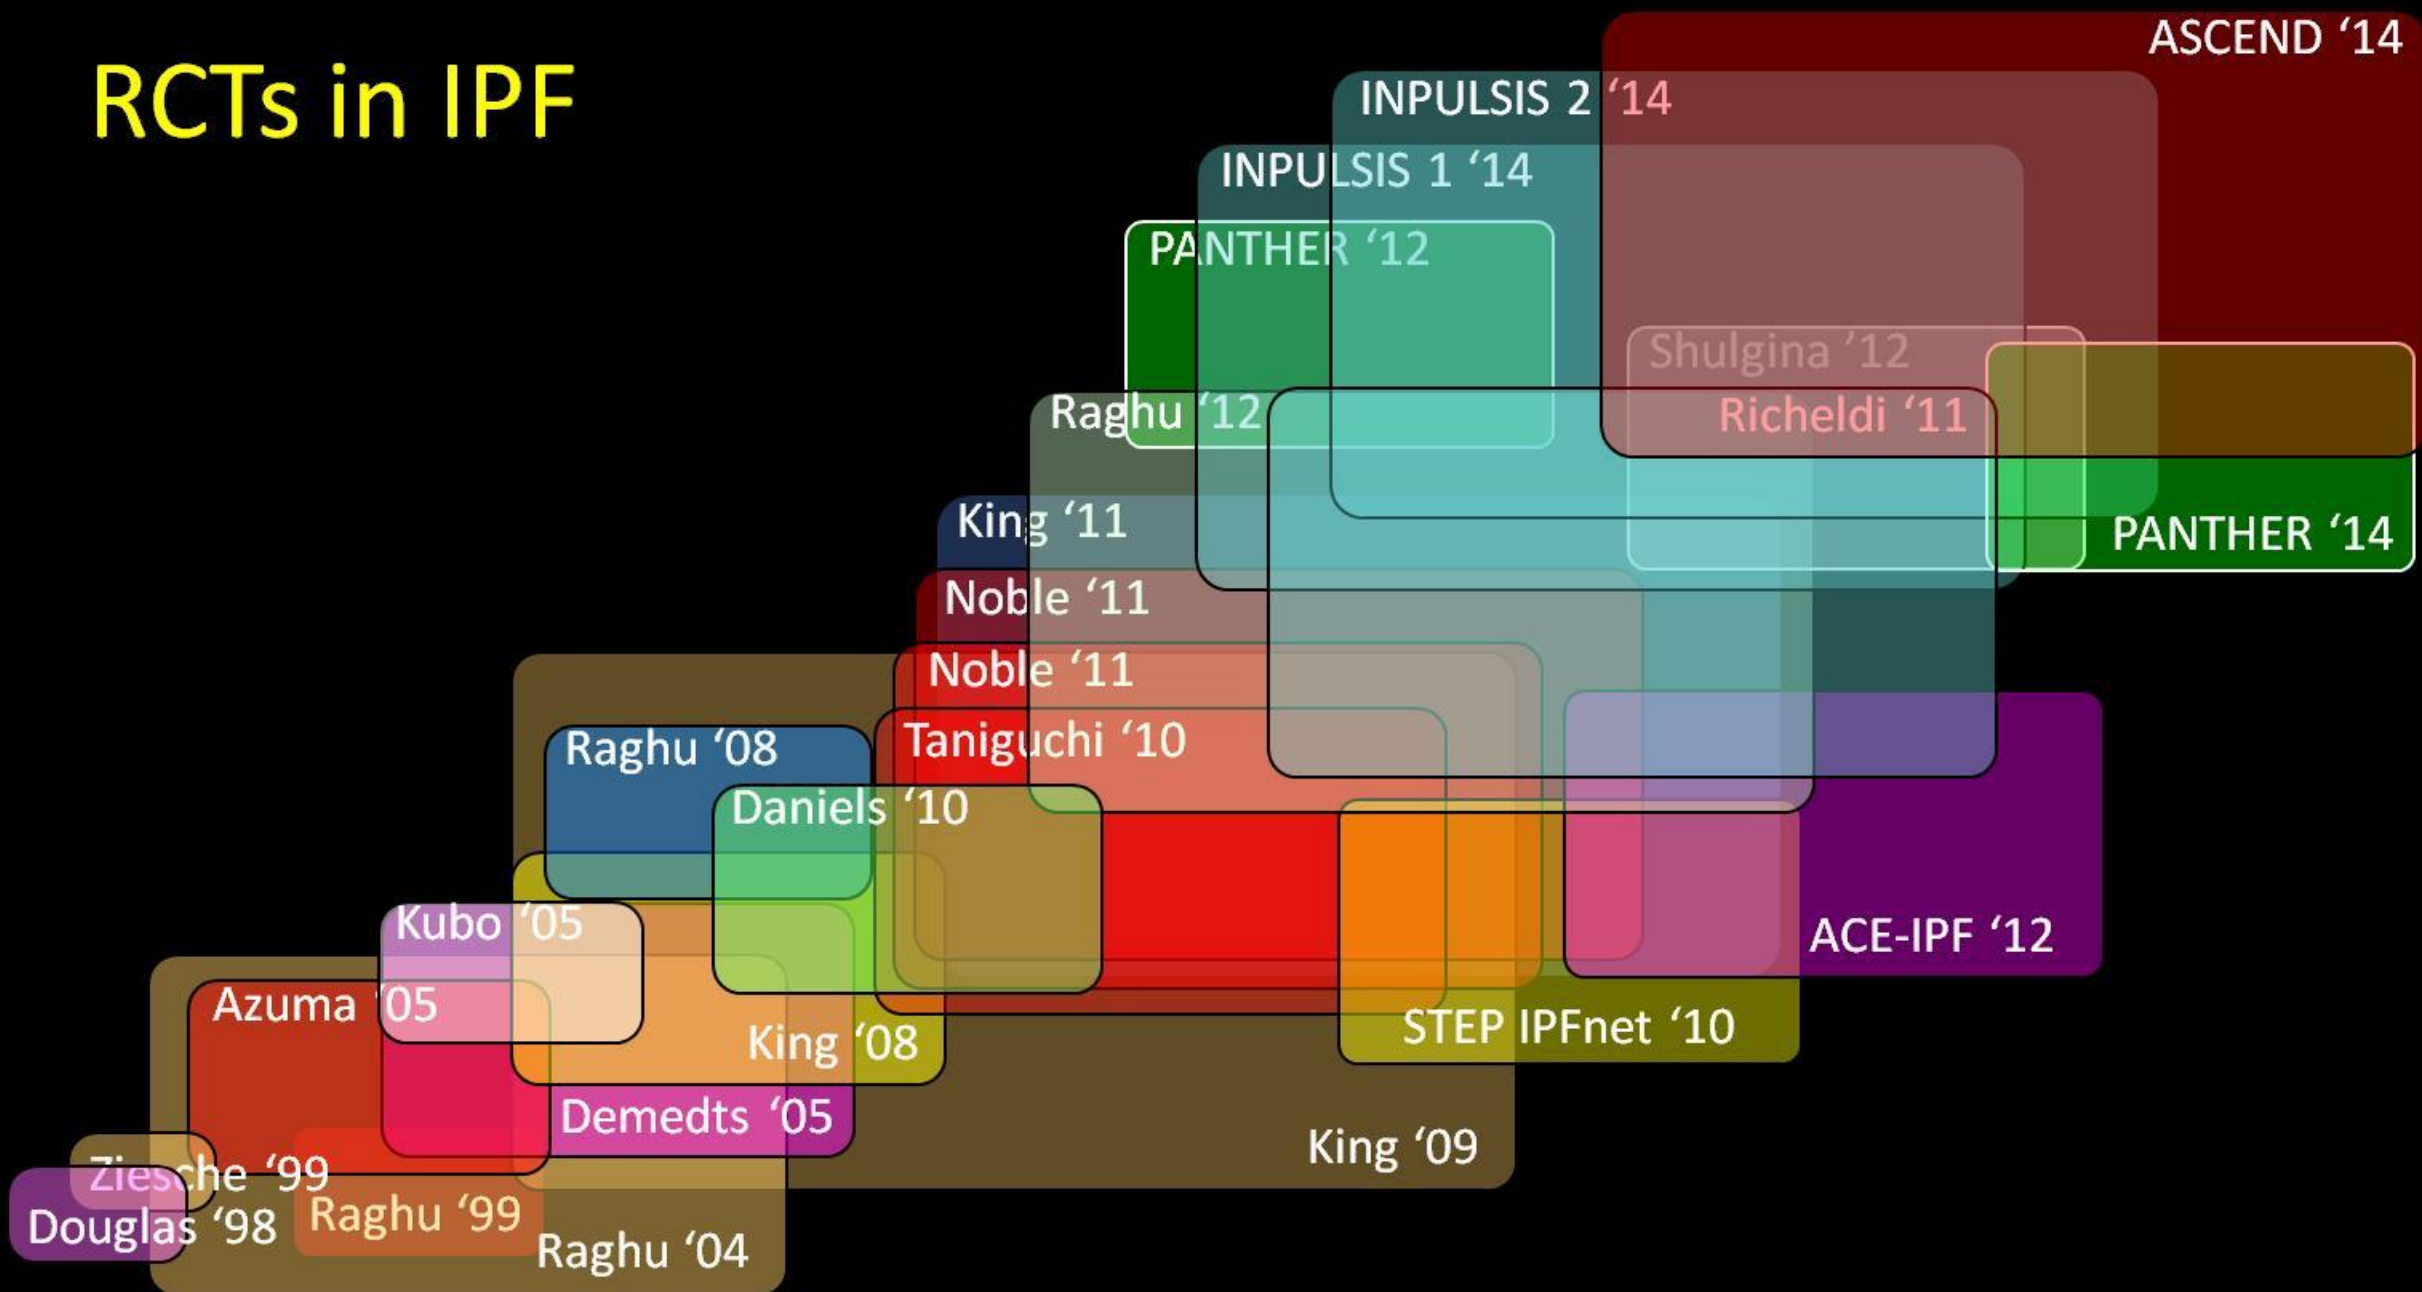 RCTs in IPF
ASCEND ‘14
INPULSIS 2 ‘14
INPULSIS 1 ‘14
PANTHER ‘12
Shulgina ’12
Raghu ‘12
Richeldi ‘11
King ‘11
PANTHER ‘14
Noble ‘11
Noble ‘11
Taniguchi ‘10
Raghu ‘08
Daniels ‘10
Kubo ‘05
ACE-IPF ‘12
Azuma ‘05
STEP IPFnet ‘10
King ‘08
Demedts ‘05
King ‘09
Ziesche ‘99
Raghu ‘99
Douglas ‘98
Raghu ‘04